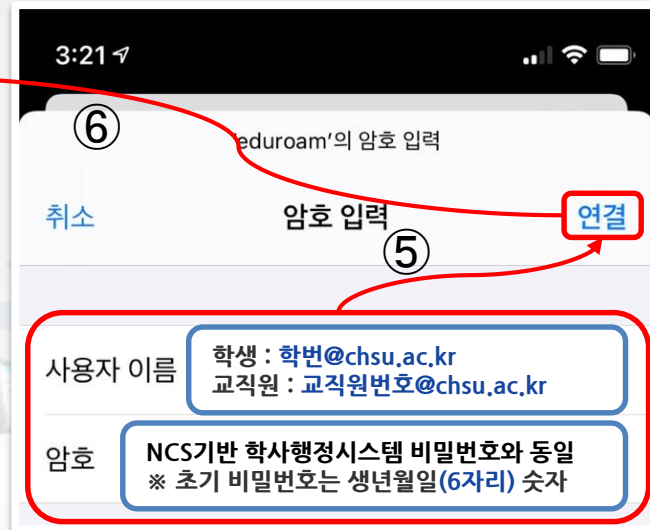 3:21
⑥
'eduroam'의 암호 입력
취소
암호 입력
연결
⑤
사용자 이름
학생 : 학번@chsu.ac.kr
교직원 : 교직원번호@chsu.ac.kr
암호
NCS기반 학사행정시스템 비밀번호와 동일
※ 초기 비밀번호는 생년월일(6자리) 숫자